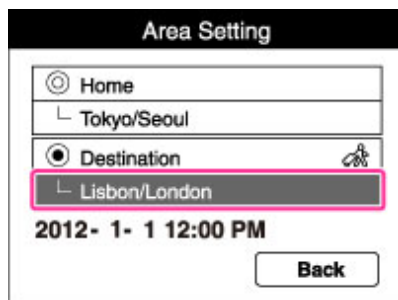 Area Setting
Home
Tokyo/Seoul
Destination
Lisbon/London
2012- 1- 1 12:00 PM
Back